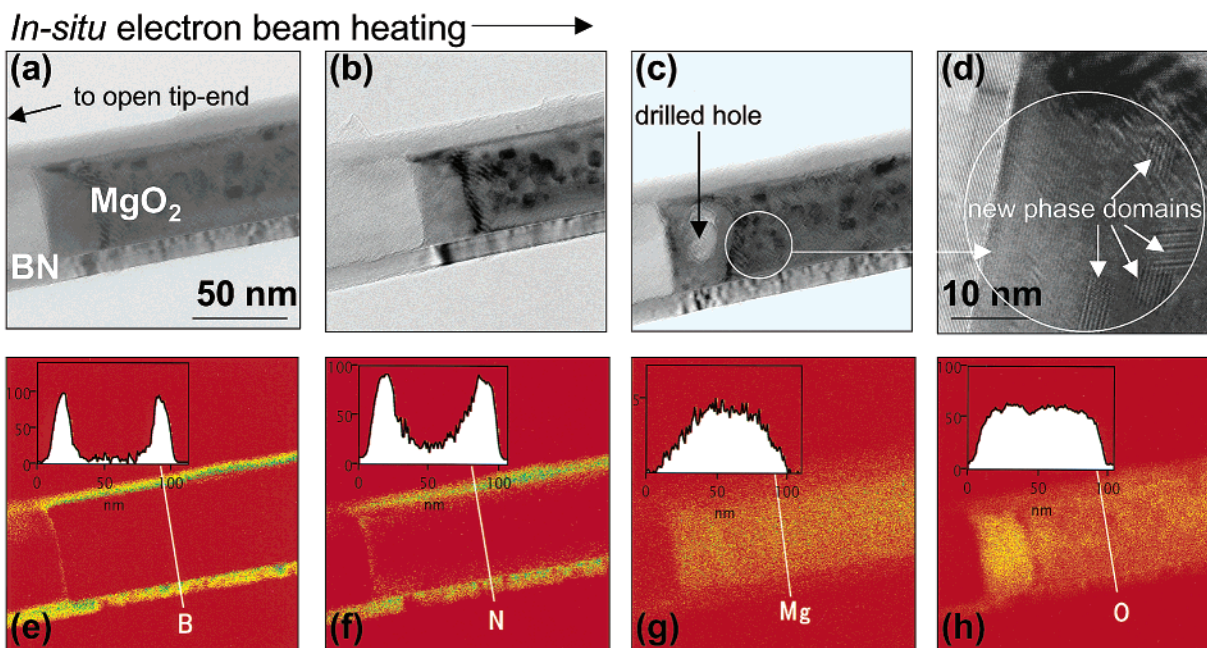 In-situ electron beam heating
(a)
to open tip-end
MgO₂
BN
50 nm
(b)
(c)
drilled hole
(d)
new phase domains
10 nm
100
50
0
0
50
100
nm
B
(e)
100
50
0
0
50
100
nm
N
(f)
5
0
50
100
nm
Mg
(g)
100
50
0
0
50
100
nm
O
(h)